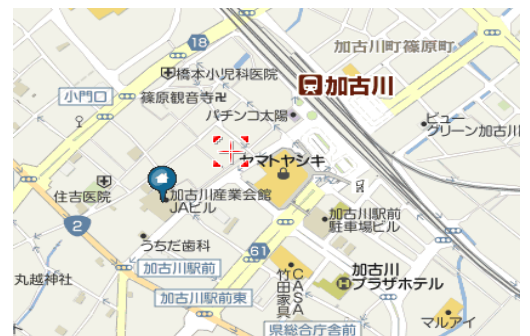 18
加古川町篠原町
橋本小児科医院
加古川
小門口
篠原観音寺卍
パチンコ太陽
ビュー
グリーン加古川
ヤマトヤシキ
住吉医院
加古川産業会館
JAビル
2
加古川駅前
駐車場ビル
うちだ歯科
61
加古川駅前
丸越神社
加古川
プラザホテル
竹田家具
CASA
加古川駅前東
マルアイ
県総合庁舎前